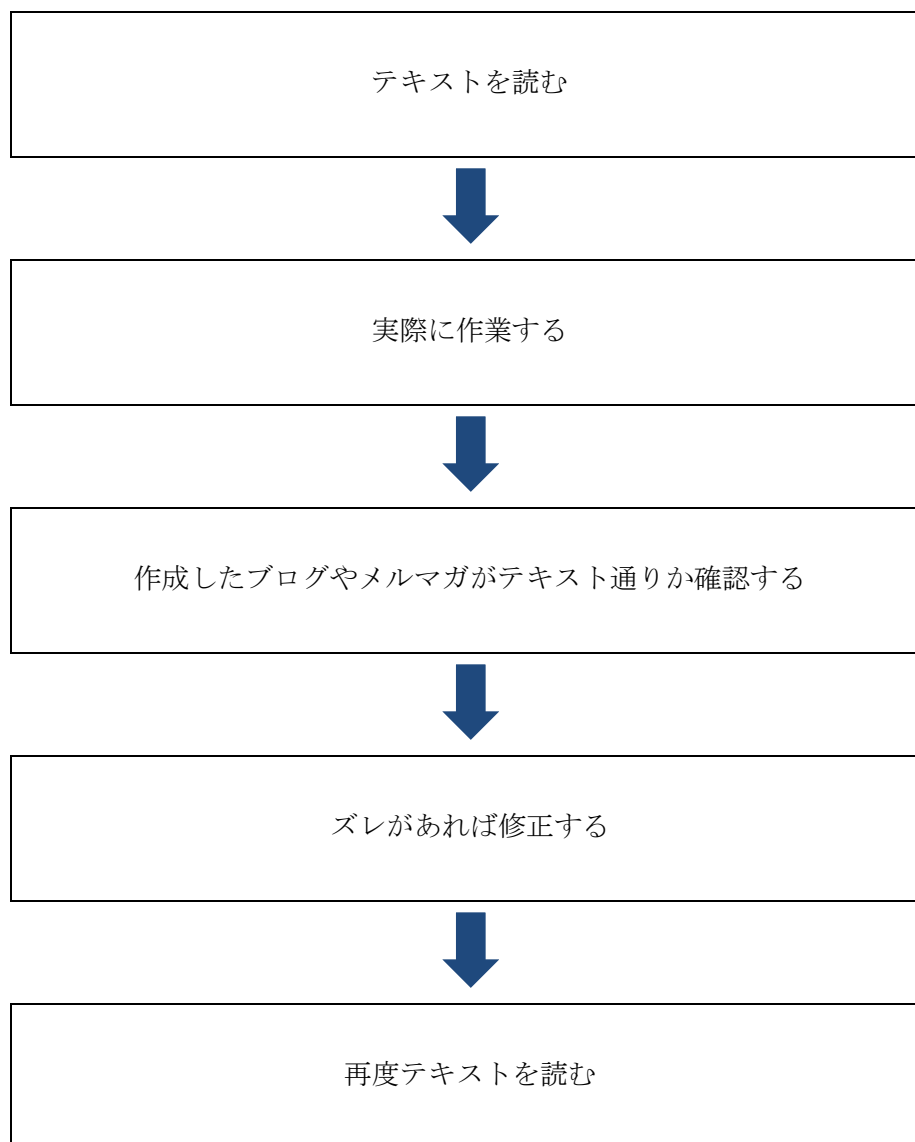 テキストを読む
実際に作業する
作成したブログやメルマガがテキスト通りか確認する
ズレがあれば修正する
再度テキストを読む